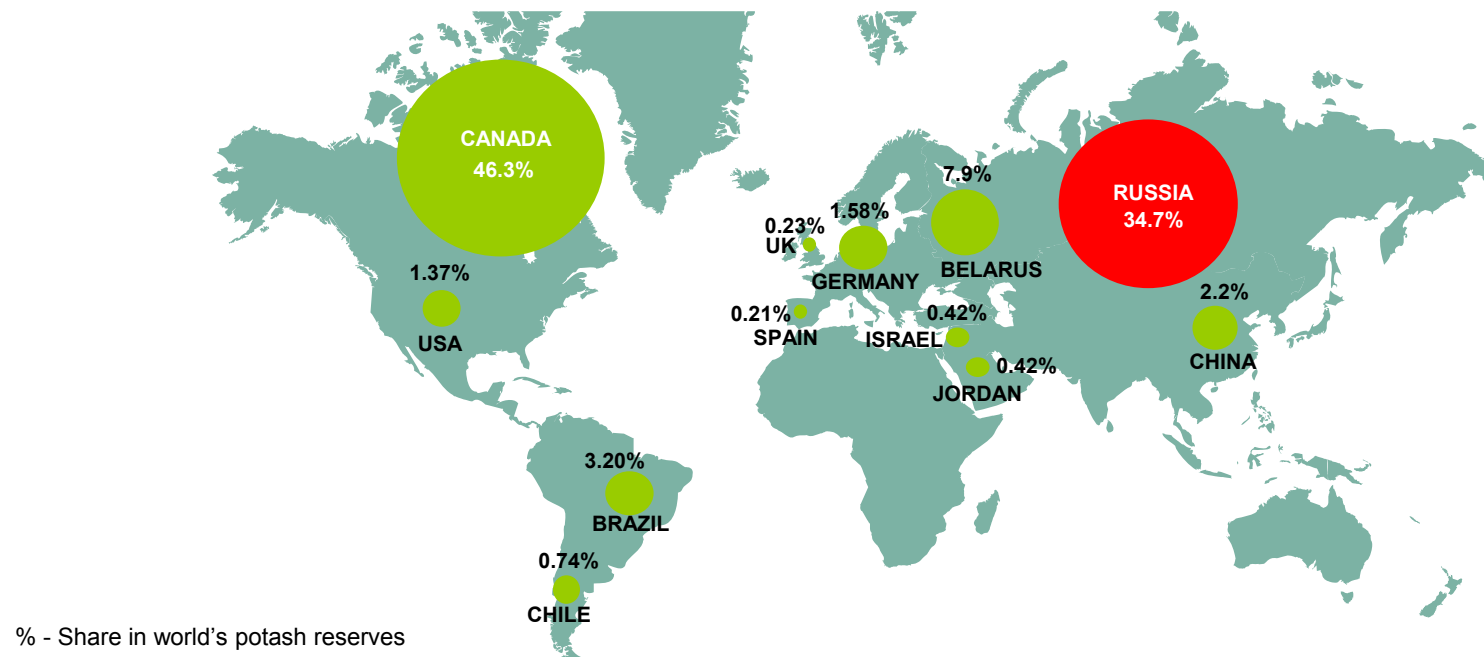 CANADA
46.3%
RUSSIA
34.7%
7.9%
BELARUS
1.58%
GERMANY
0.23%
UK
1.37%
USA
0.21%
SPAIN
0.42%
ISRAEL
0.42%
JORDAN
2.2%
CHINA
3.20%
BRAZIL
0.74%
CHILE
% - Share in world’s potash reserves